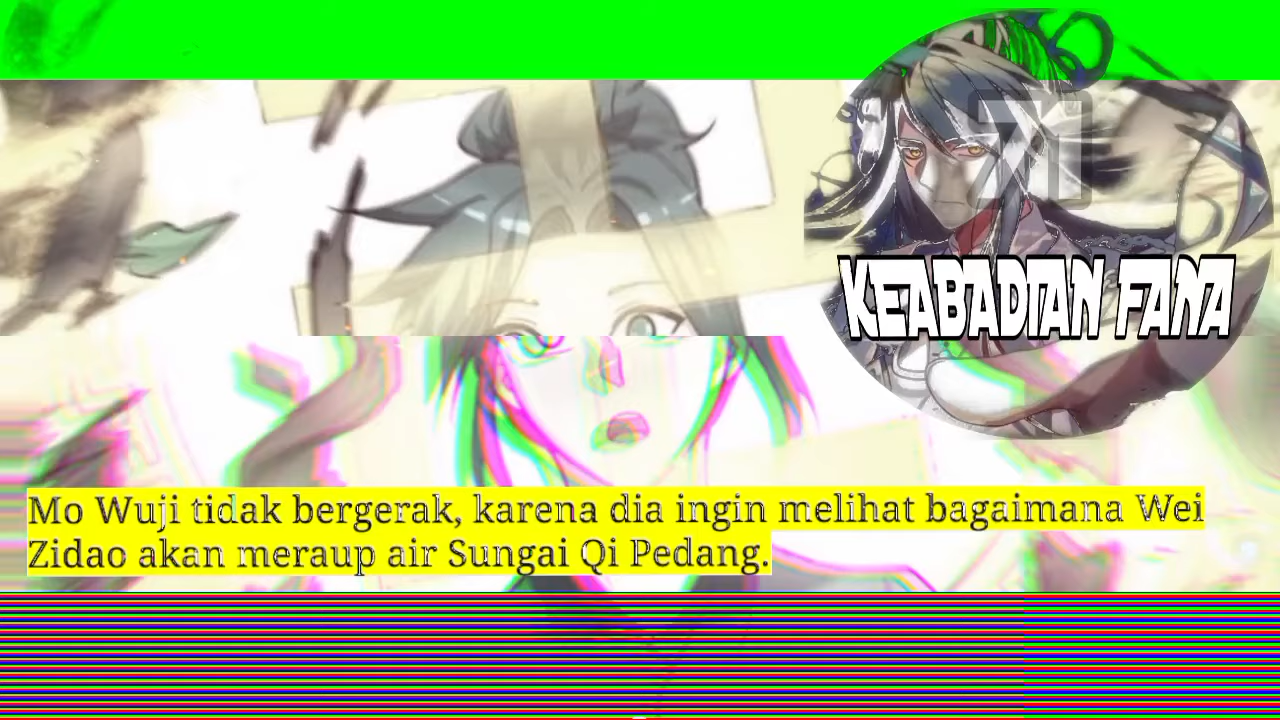 71
KEABADIAN FANA
Mo Wuji tidak bergerak, karena dia ingin melihat bagaimana Wei
Zidao akan meraup air Sungai Qi Pedang.